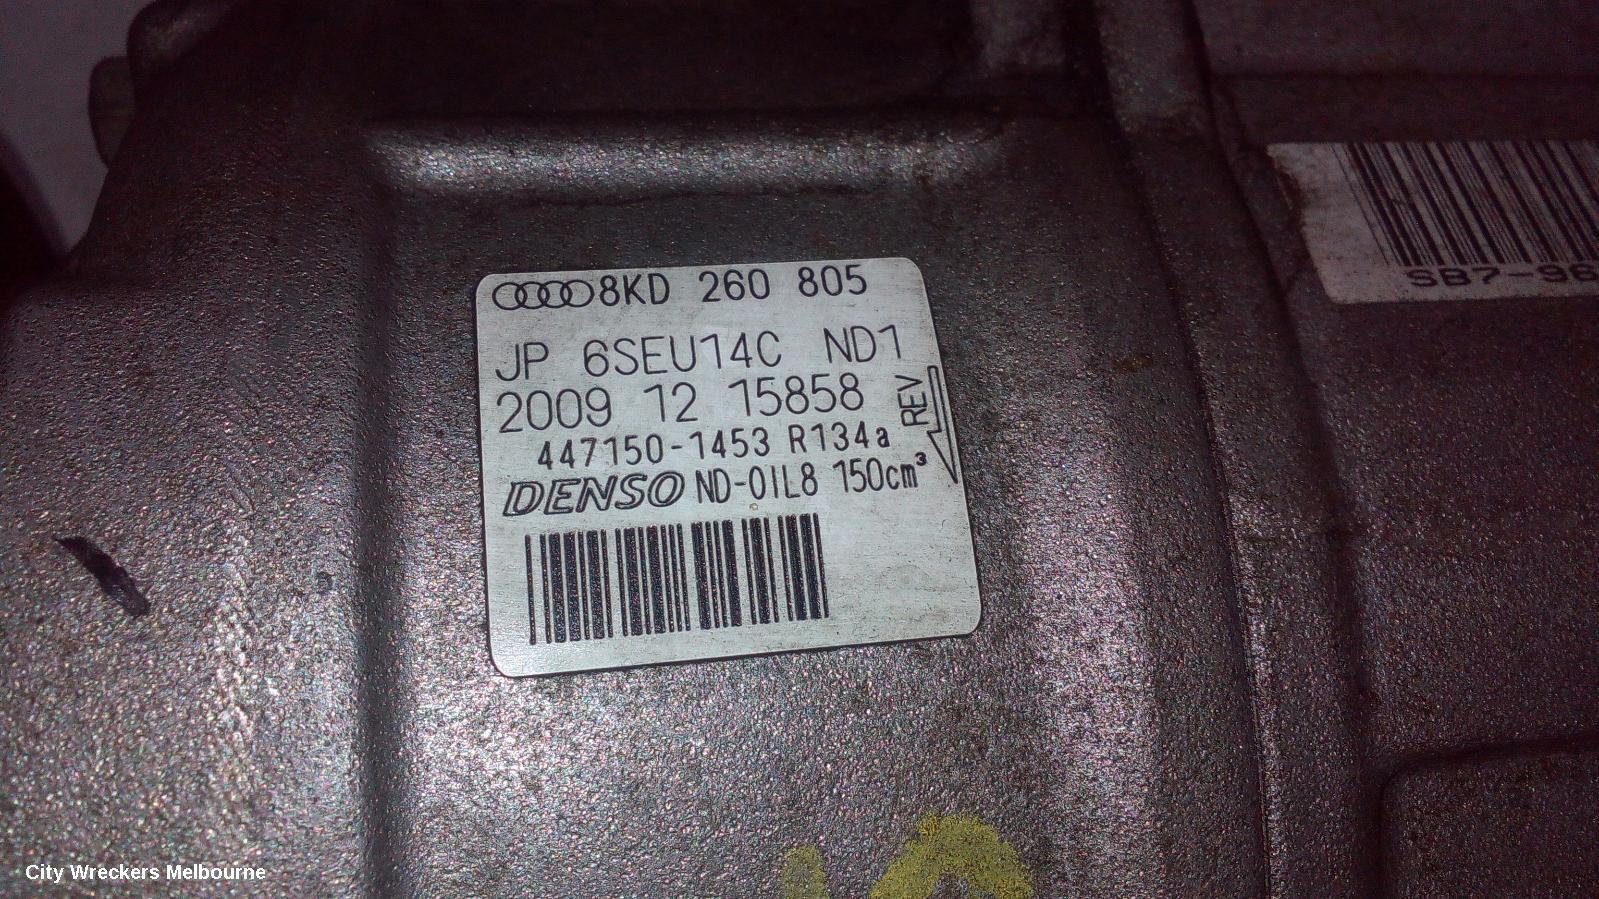 8KD 260 805
JP 6SEU14C ND1
2009 12 15858
REV
447150-1453 R134a
DENSO ND-OIL8 150cm³
SB7-96
City Wreckers Melbourne